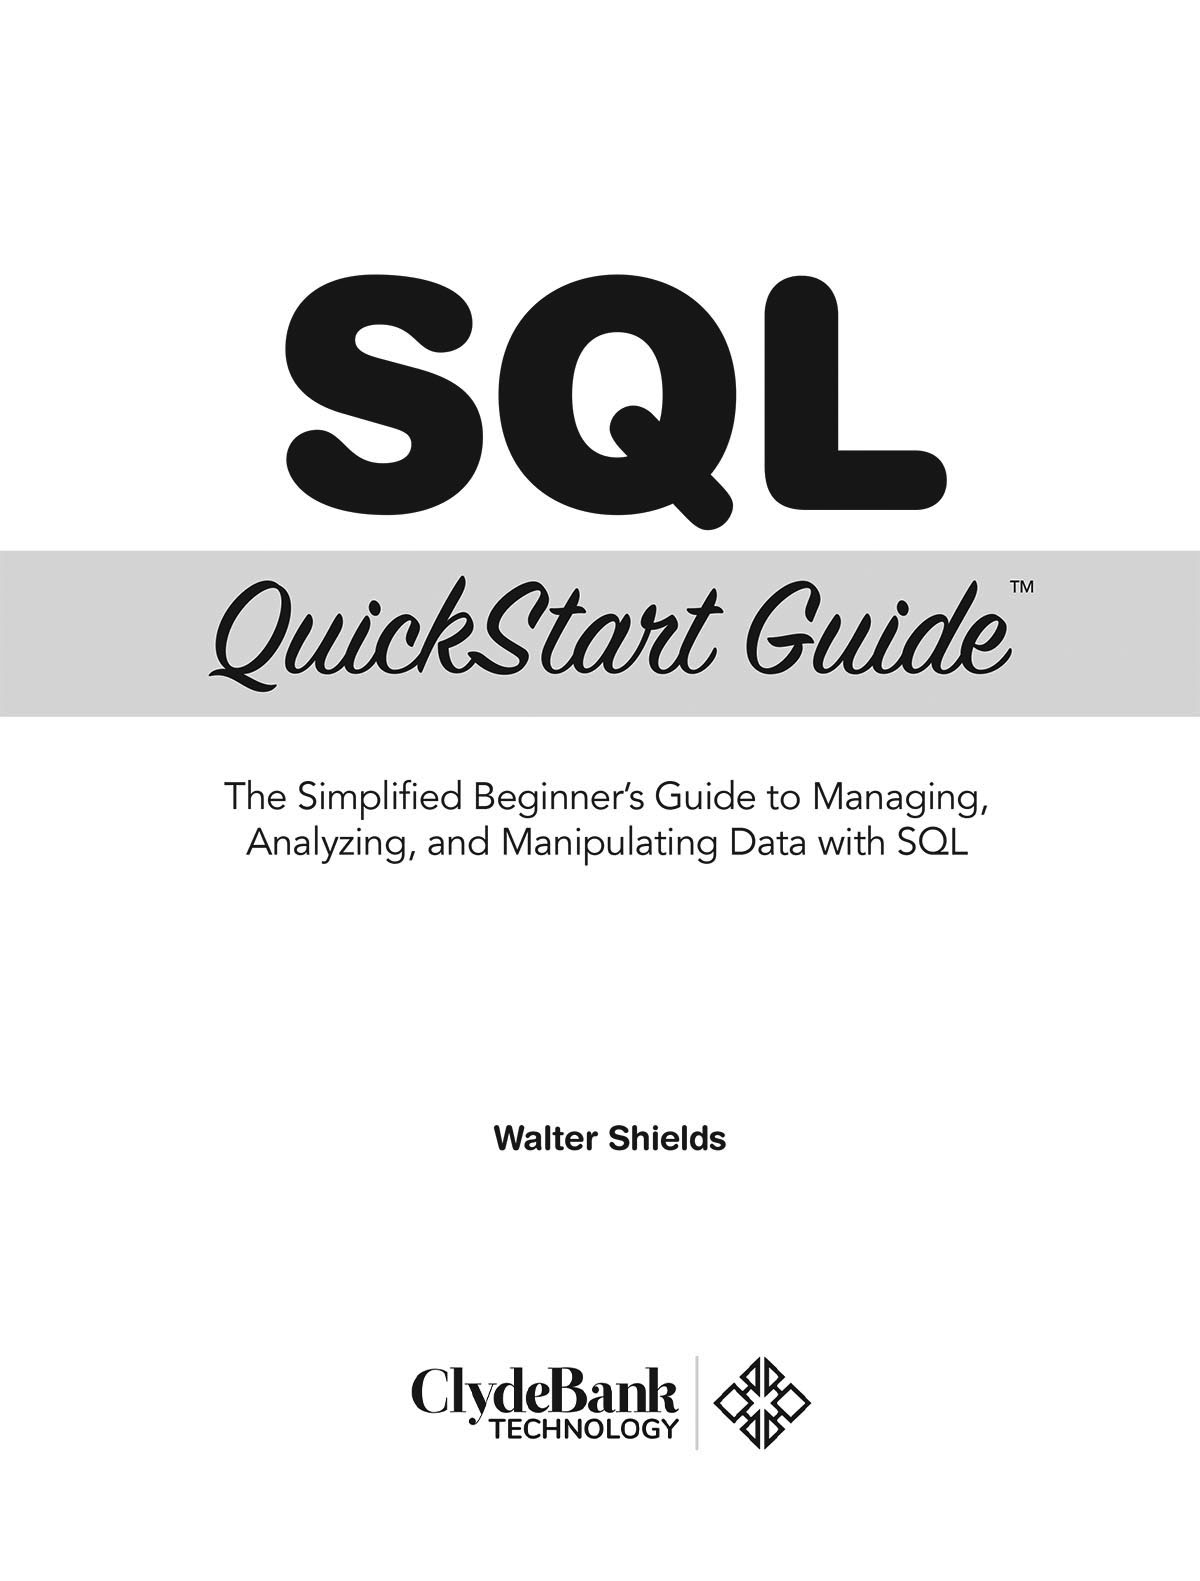 SQL
QuickStart Guide™
The Simplified Beginner’s Guide to Managing,
Analyzing, and Manipulating Data with SQL
Walter Shields
ClydeBank
TECHNOLOGY